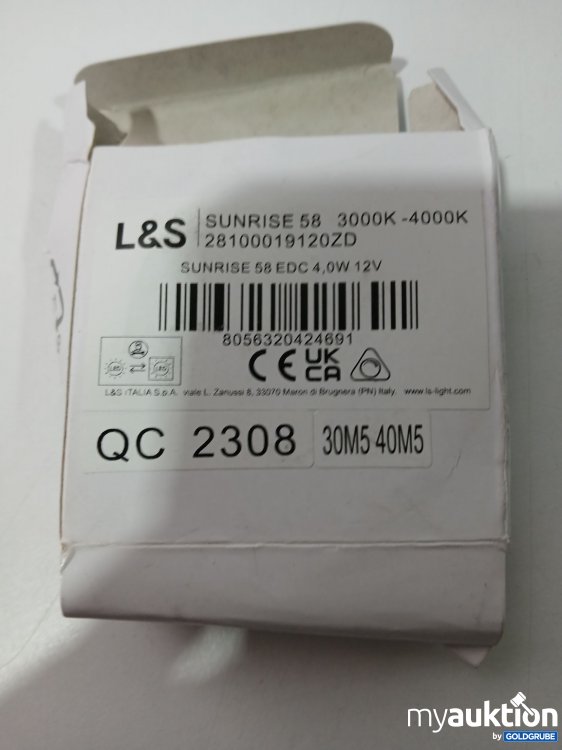 L&S
SUNRISE 58 3000K -4000K
28100019120ZD
SUNRISE 58 EDC 4,0W 12V
8056320424691
CE UK CA
L&S ITALIA S.p.A. viale L. Zanussi 8, 33070 Maron di Brugnera (PN) Italy. www.ls-light.com
QC 2308
30M5 40M5
myauktion
by GOLDGRUBE